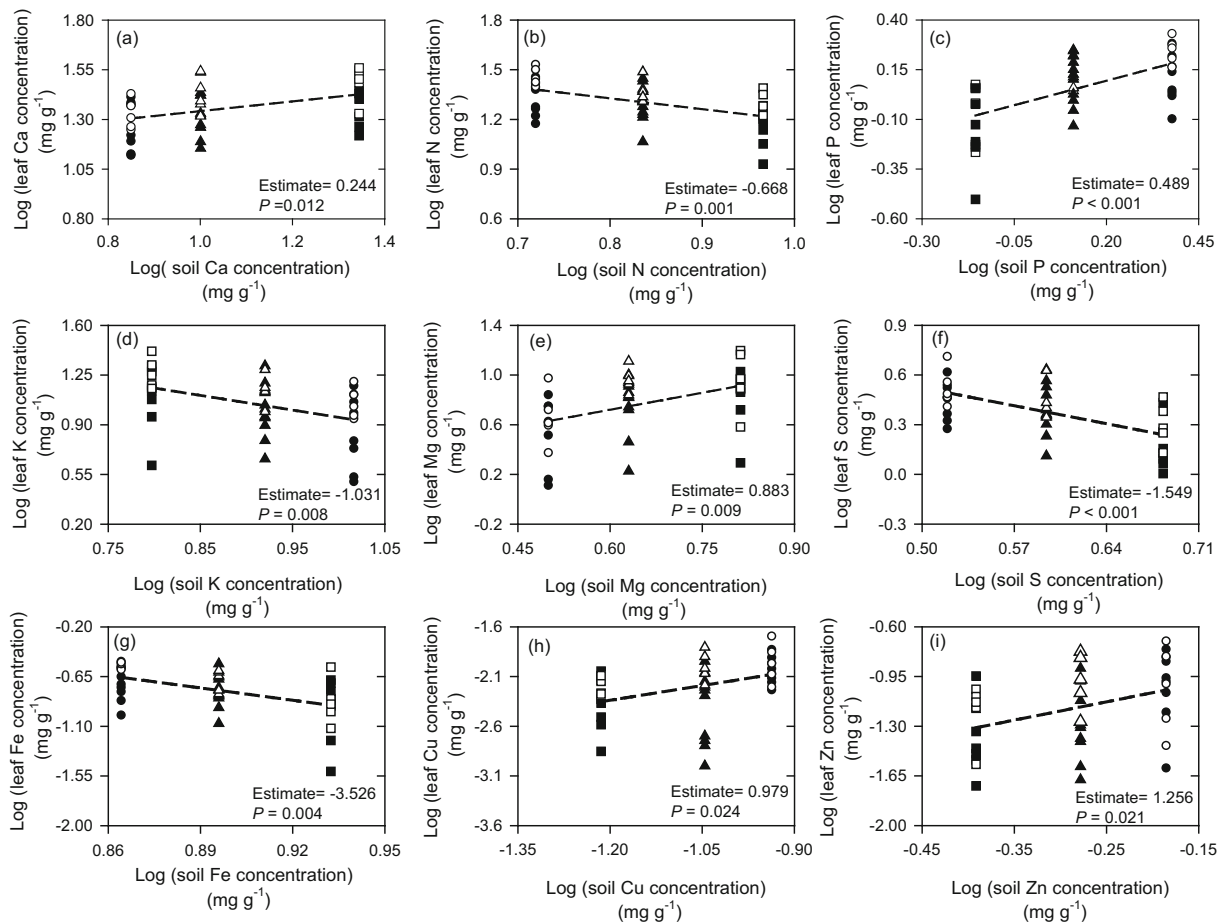 (a)
Log (leaf Ca concentration)
(mg g-1)
1.80
1.55
1.30
1.05
0.80
Estimate= 0.244
P =0.012
0.8 1.0 1.2 1.4
Log( soil Ca concentration)
(mg g-1)
(b)
Log (leaf N concentration)
(mg g-1)
1.8
1.4
1.2
0.9
0.6
Estimate= -0.668
P = 0.001
0.7 0.8 0.9 1.0
Log (soil N concentration)
(mg g-1)
(c)
Log (leaf P concentration)
(mg g-1)
0.40
0.15
-0.10
-0.35
-0.60
Estimate= 0.489
P < 0.001
-0.30 -0.05 0.20 0.45
Log (soil P concentration)
(mg g-1)
(d)
Log (leaf K concentration)
(mg g-1)
1.60
1.25
0.90
0.55
0.20
Estimate= -1.031
P = 0.008
0.75 0.85 0.95 1.05
Log (soil K concentration)
(mg g-1)
(e)
Log (leaf Mg concentration)
(mg g-1)
1.4
1.0
0.6
0.2
-0.2
Estimate= 0.883
P = 0.009
0.45 0.60 0.75 0.90
Log (soil Mg concentration)
(mg g-1)
(f)
Log (leaf S concentration)
(mg g-1)
0.9
0.6
0.3
0.0
-0.3
Estimate= -1.549
P < 0.001
0.50 0.57 0.64 0.71
Log (soil S concentration)
(mg g-1)
(g)
Log (leaf Fe concentration)
(mg g-1)
-0.20
-0.65
-1.10
-1.55
-2.00
Estimate= -3.526
P = 0.004
0.86 0.89 0.92 0.95
Log (soil Fe concentration)
(mg g-1)
(h)
Log (leaf Cu concentration)
(mg g-1)
-1.6
-2.1
-2.6
-3.1
-3.6
Estimate= 0.979
P = 0.024
-1.35 -1.20 -1.05 -0.90
Log (soil Cu concentration)
(mg g-1)
(i)
Log (leaf Zn concentration)
(mg g-1)
-0.60
-0.95
-1.30
-1.65
-2.00
Estimate= 1.256
P = 0.021
-0.45 -0.35 -0.25 -0.15
Log (soil Zn concentration)
(mg g-1)